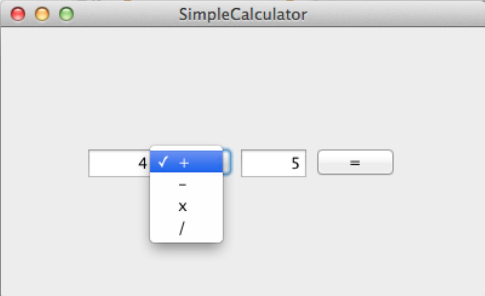 SimpleCalculator
4 ✓ + 5 =
–
x
/